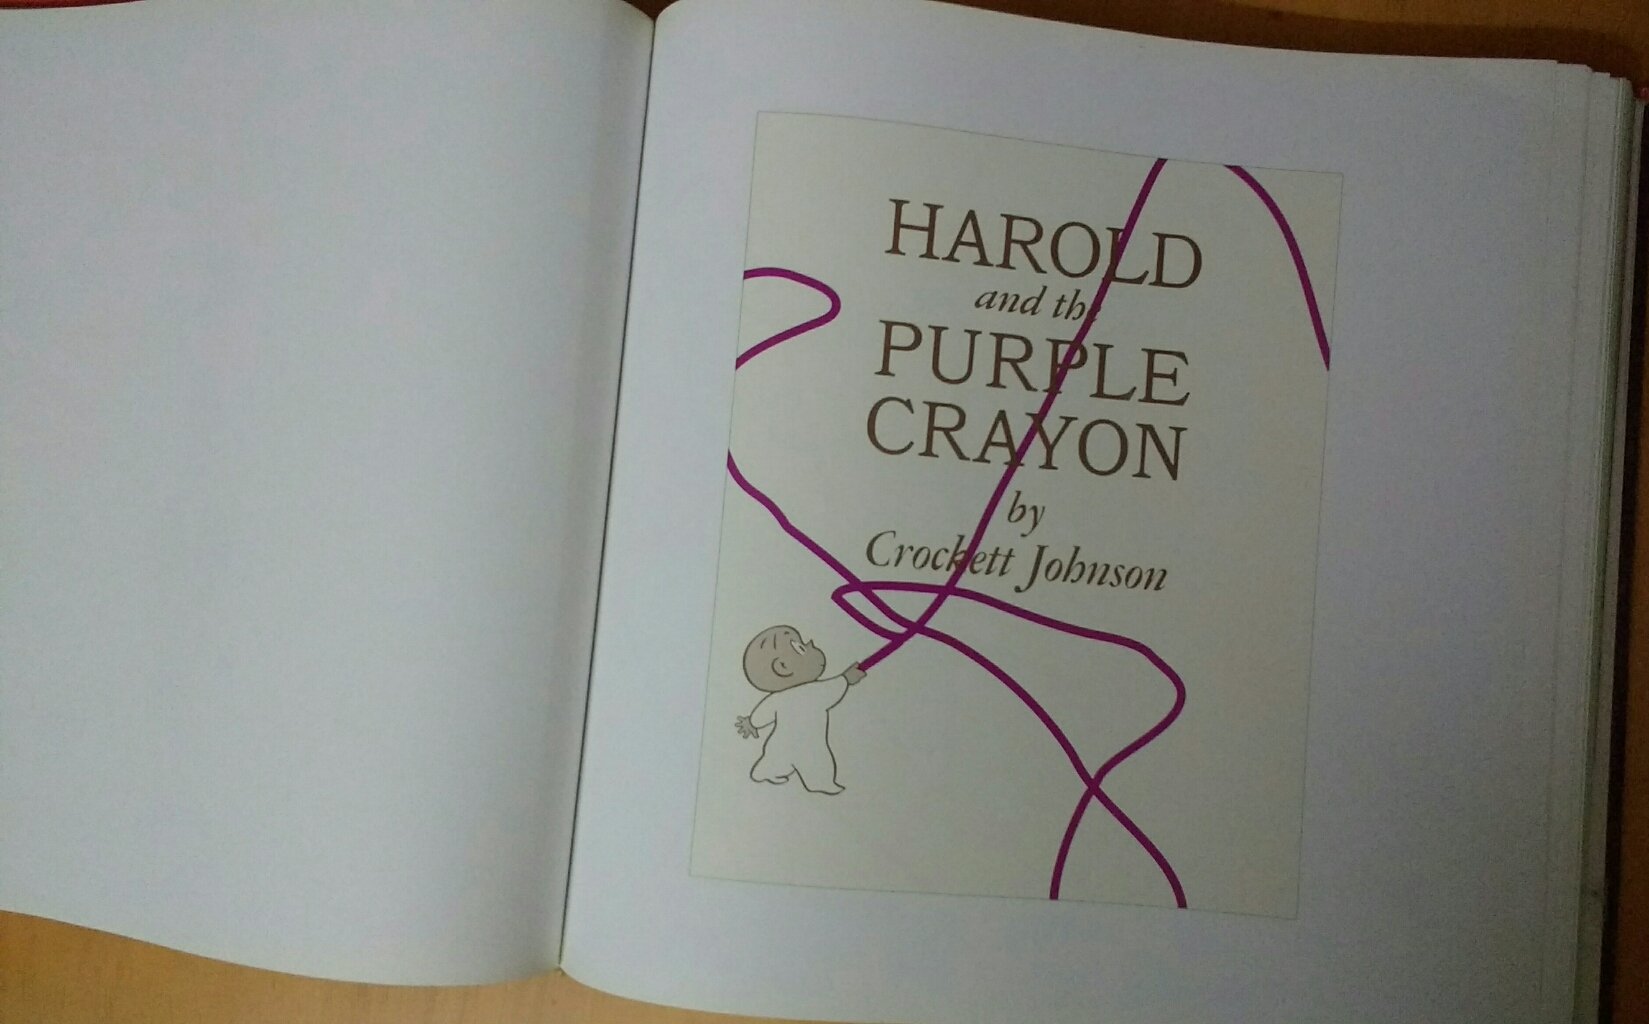 HAROLD
and the
PURPLE
CRAYON
by
Crockett Johnson